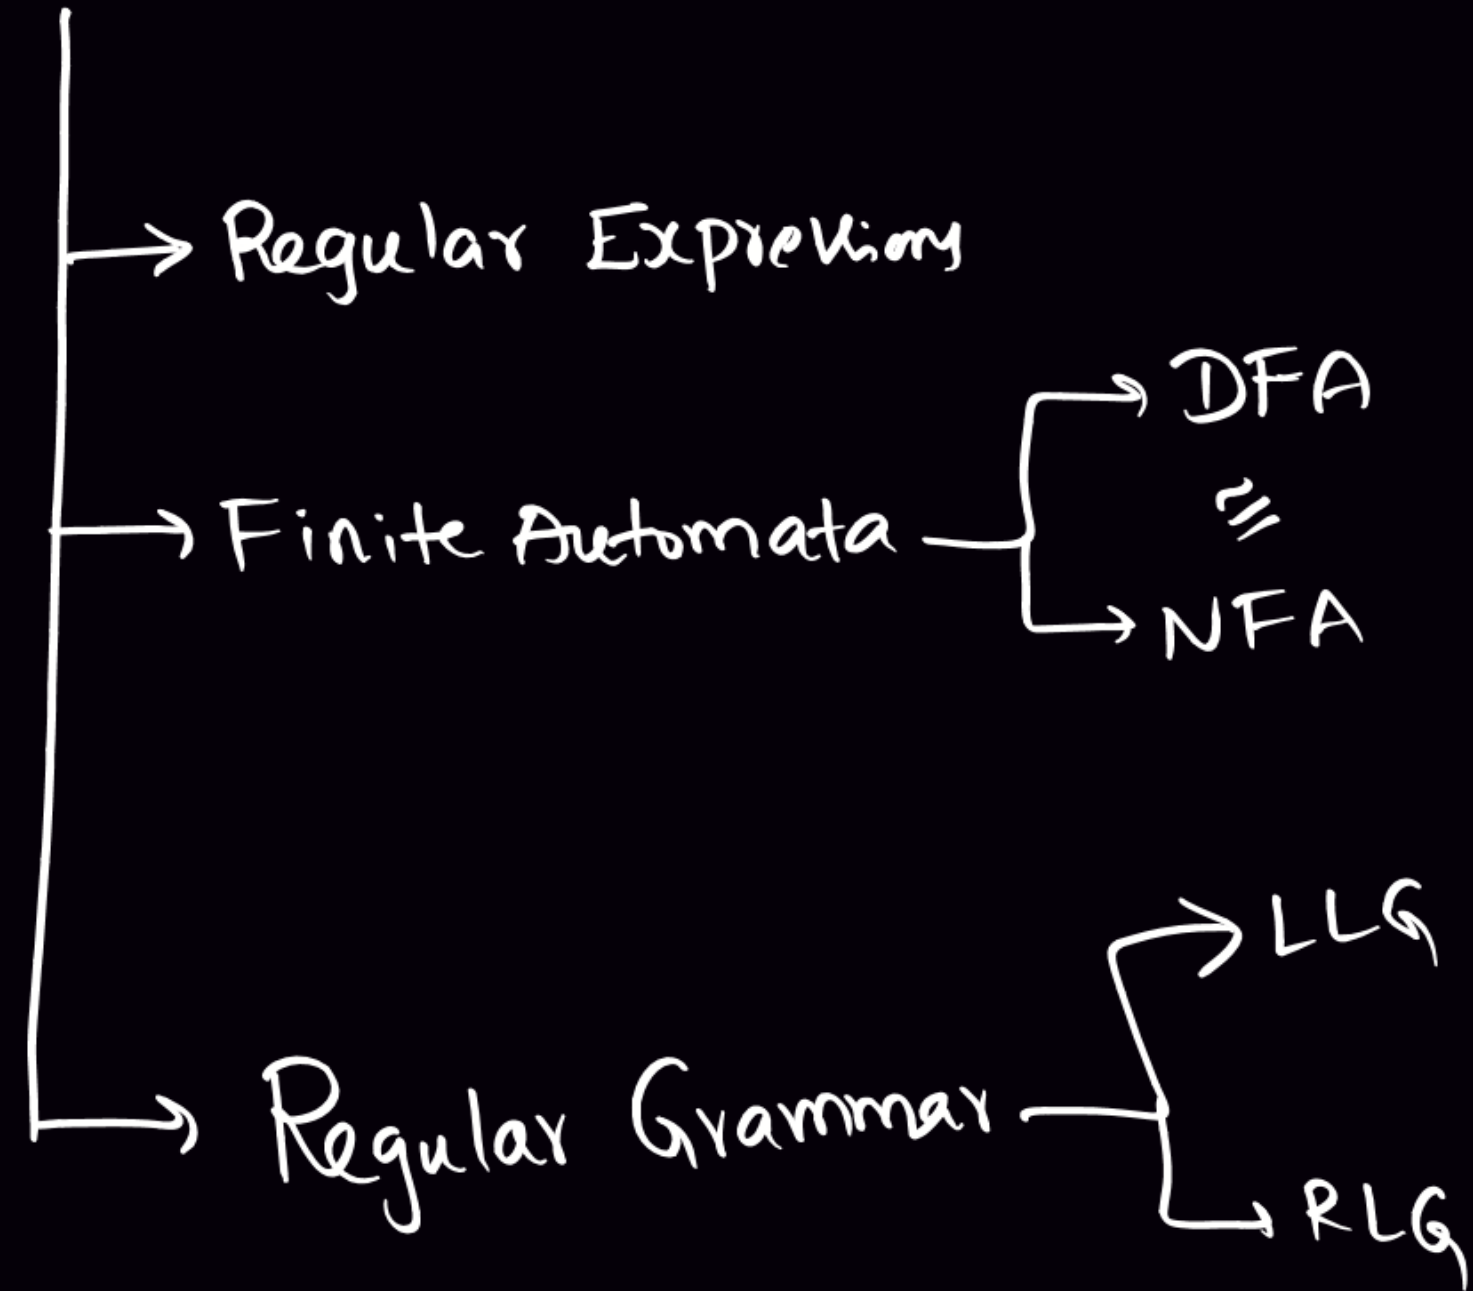 Regular Expressions
DFA
≅
Finite Automata
NFA
LLG
Regular Grammar
RLG